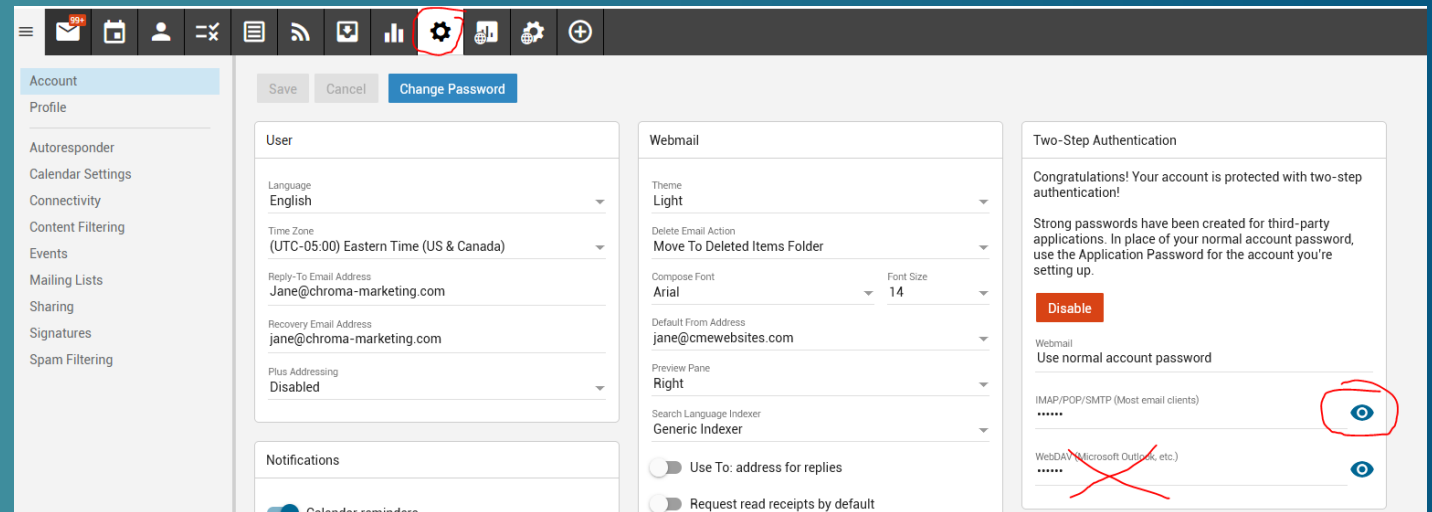 99+
Account
Profile
Autoresponder
Calendar Settings
Connectivity
Content Filtering
Events
Mailing Lists
Sharing
Signatures
Spam Filtering
Save
Cancel
Change Password
User
Language
English
Time Zone
(UTC-05:00) Eastern Time (US & Canada)
Reply-To Email Address
Jane@chroma-marketing.com
Recovery Email Address
jane@chroma-marketing.com
Plus Addressing
Disabled
Notifications
Calendar reminders
Webmail
Theme
Light
Delete Email Action
Move To Deleted Items Folder
Compose Font
Font Size
Arial
14
Default From Address
jane@cmewebsites.com
Preview Pane
Right
Search Language Indexer
Generic Indexer
Use To: address for replies
Request read receipts by default
Two-Step Authentication
Congratulations! Your account is protected with two-step
authentication!
Strong passwords have been created for third-party
applications. In place of your normal account password,
use the Application Password for the account you're
setting up.
Disable
Webmail
Use normal account password
IMAP/POP/SMTP (Most email clients)
••••••
WebDAV (Microsoft Outlook, etc.)
••••••